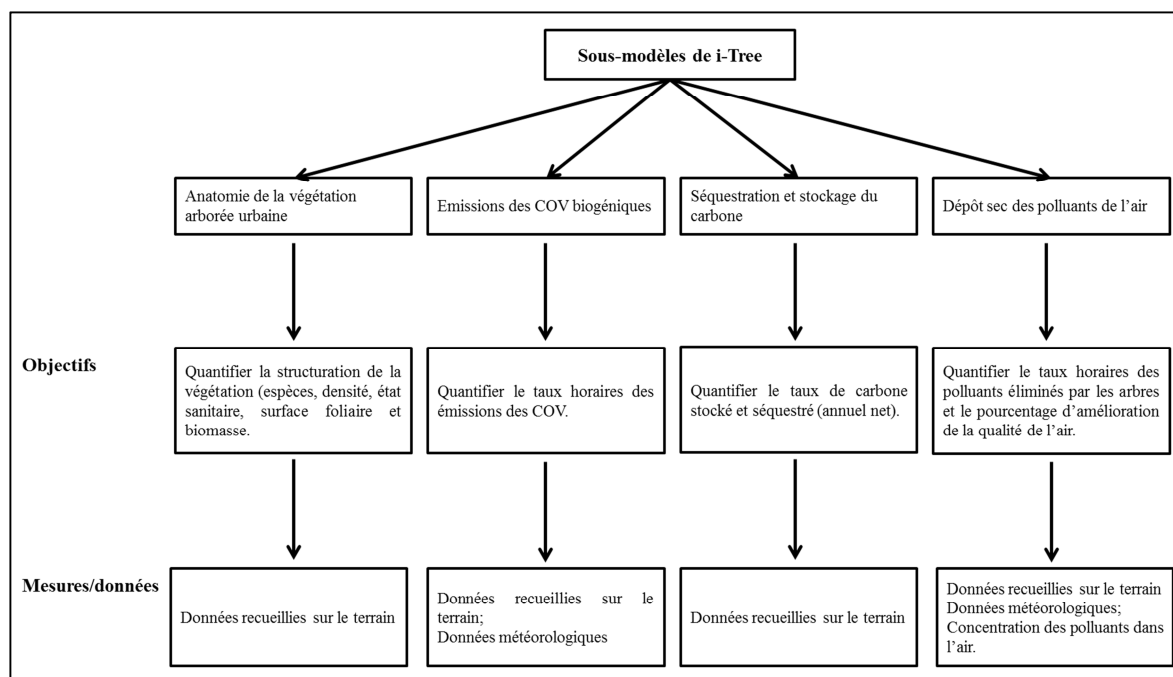 Sous-modèles de i-Tree
Anatomie de la végétation
arborée urbaine
Emissions des COV biogéniques
Séquestration et stockage du
carbone
Dépôt sec des polluants de l'air
Objectifs
Quantifier la structuration de la
végétation (espèces, densité, état
sanitaire, surface foliaire et
biomasse.
Quantifier le taux horaires des
émissions des COV.
Quantifier le taux de carbone
stocké et séquestré (annuel net).
Quantifier le taux horaires des
polluants éliminés par les arbres
et le pourcentage d'amélioration
de la qualité de l'air.
Mesures/données
Données recueillies sur le terrain
Données recueillies sur le
terrain;
Données météorologiques
Données recueillies sur le terrain
Données recueillies sur le terrain
Données météorologiques;
Concentration des polluants dans
l'air.